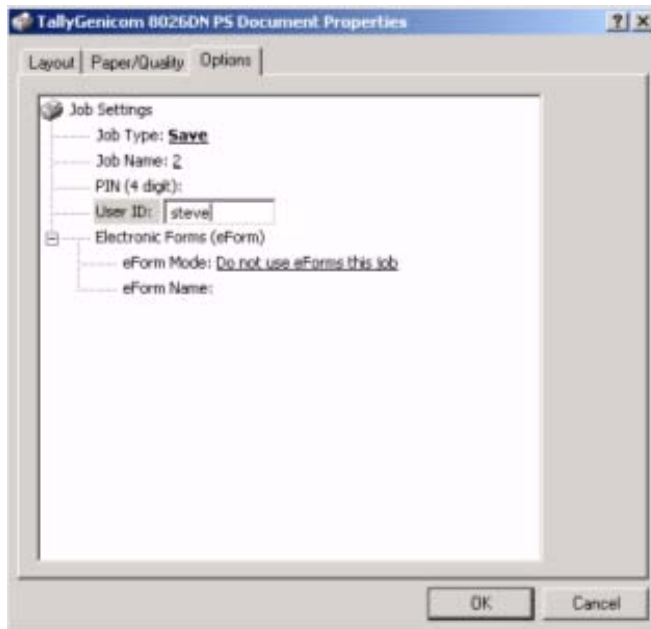 TallyGenicom 8026DN PS Document Properties
Layout Paper/Quality Options
Job Settings
Job Type: Save
Job Name: 2
PIN (4 digit):
User ID: steve
Electronic Forms (eForm)
eForm Mode: Do not use eForms this job
eForm Name:
OK Cancel